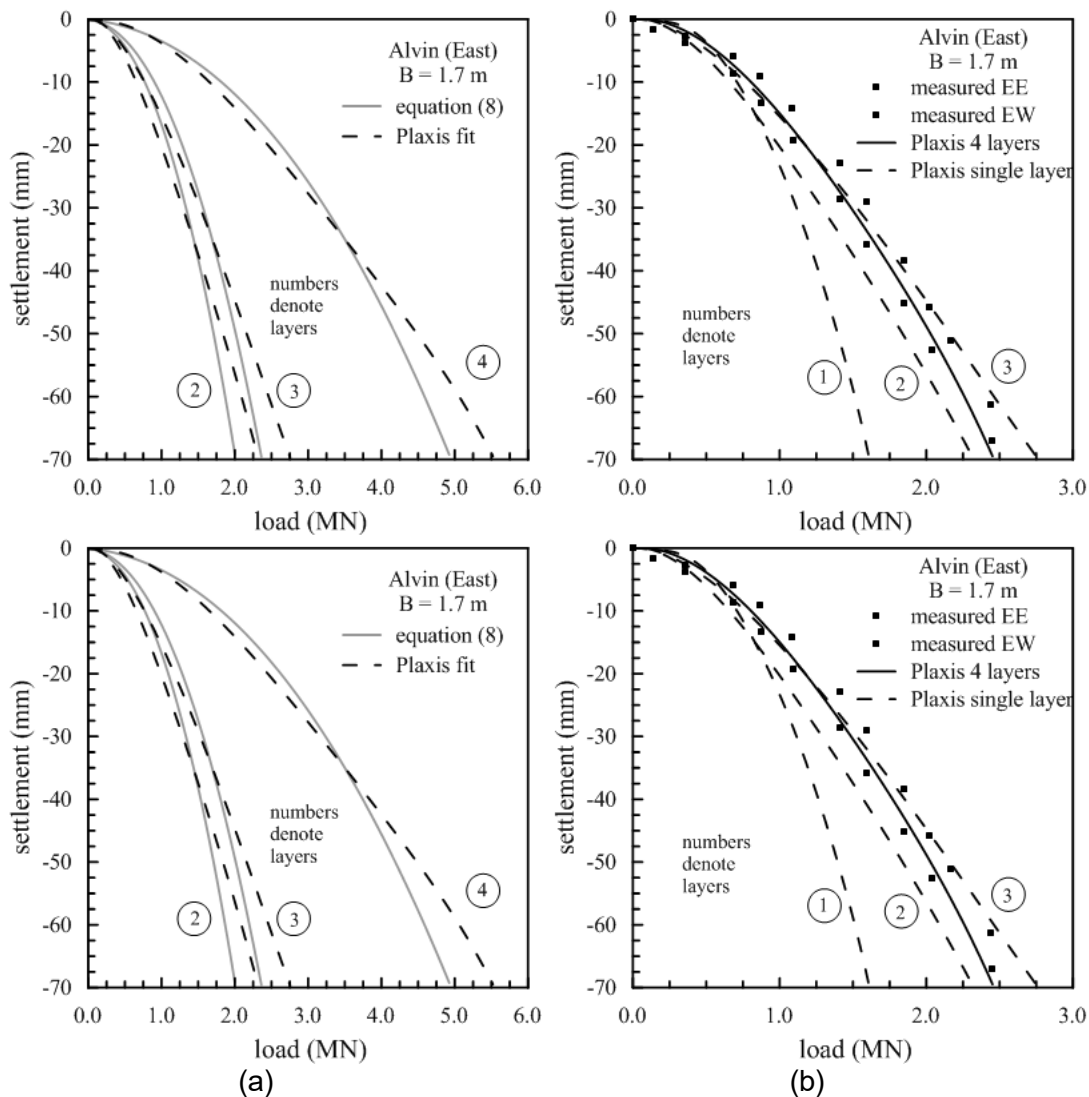 0
-10
-20
-30
-40
-50
-60
-70
settlement (mm)
Alvin (East)
B = 1.7 m
equation (8)
Plaxis fit
numbers
denote
layers
2
3
4
0.0 1.0 2.0 3.0 4.0 5.0 6.0
load (MN)
0
-10
-20
-30
-40
-50
-60
-70
settlement (mm)
Alvin (East)
B = 1.7 m
measured EE
measured EW
Plaxis 4 layers
Plaxis single layer
numbers
denote
layers
1
2
3
0.0 1.0 2.0 3.0
load (MN)
0
-10
-20
-30
-40
-50
-60
-70
settlement (mm)
Alvin (East)
B = 1.7 m
equation (8)
Plaxis fit
numbers
denote
layers
2
3
4
0.0 1.0 2.0 3.0 4.0 5.0 6.0
load (MN)
(a)
0
-10
-20
-30
-40
-50
-60
-70
settlement (mm)
Alvin (East)
B = 1.7 m
measured EE
measured EW
Plaxis 4 layers
Plaxis single layer
numbers
denote
layers
1
2
3
0.0 1.0 2.0 3.0
load (MN)
(b)